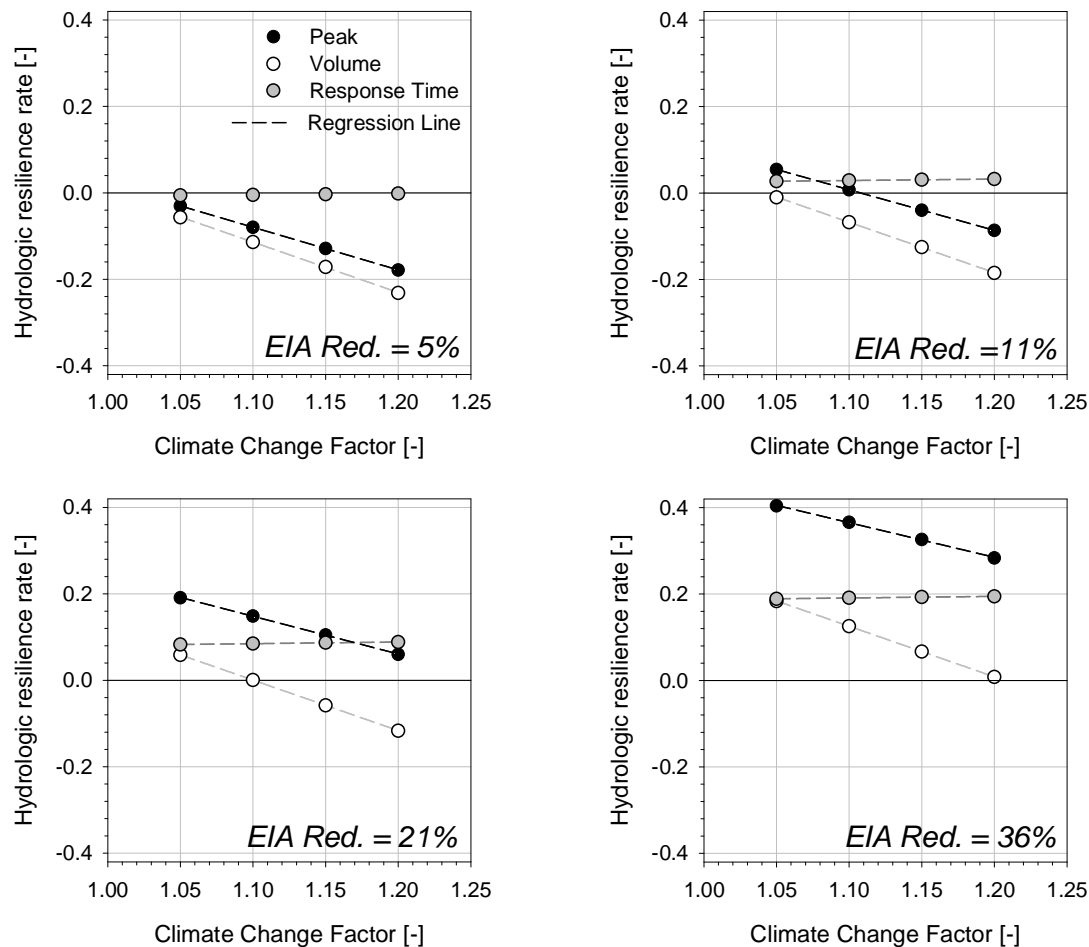 Hydrologic resilience rate [-]
0.4
0.2
0.0
-0.2
-0.4
Peak
Volume
Response Time
Regression Line
EIA Red. = 5%
1.00 1.05 1.10 1.15 1.20 1.25
Climate Change Factor [-]
Hydrologic resilience rate [-]
0.4
0.2
0.0
-0.2
-0.4
EIA Red. =11%
1.00 1.05 1.10 1.15 1.20 1.25
Climate Change Factor [-]
Hydrologic resilience rate [-]
0.4
0.2
0.0
-0.2
-0.4
EIA Red. = 21%
1.00 1.05 1.10 1.15 1.20 1.25
Climate Change Factor [-]
Hydrologic resilience rate [-]
0.4
0.2
0.0
-0.2
-0.4
EIA Red. = 36%
1.00 1.05 1.10 1.15 1.20 1.25
Climate Change Factor [-]